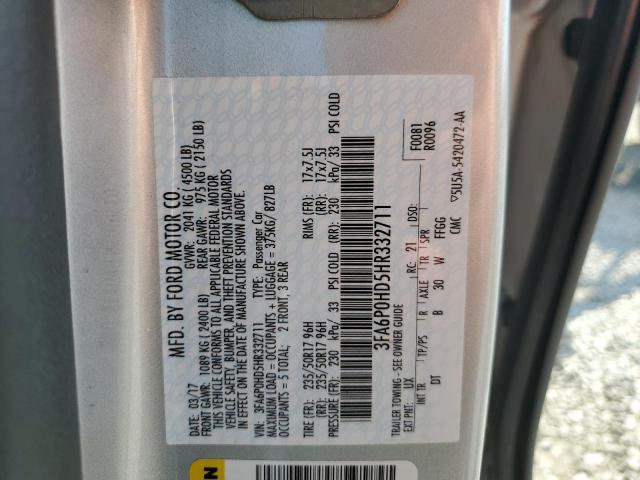 MFD. BY FORD MOTOR CO.
DATE: 03/17 GVWR: 2041 KG ( 4500 LB)
FRONT GAWR: 1089 KG (2400 LB) REAR GAWR: 975 KG ( 2150 LB)
THIS VEHICLE CONFORMS TO ALL APPLICABLE FEDERAL MOTOR
VEHICLE SAFETY, BUMPER, AND THEFT PREVENTION STANDARDS
IN EFFECT ON THE DATE OF MANUFACTURE SHOWN ABOVE.
VIN: 3FA6P0HD5HR332711 TYPE: Passenger Car
MAXIMUM LOAD = OCCUPANTS + LUGGAGE = 375KG/ 827LB
OCCUPANTS = 5 TOTAL: 2 FRONT, 3 REAR
TIRE (FR): 235/50R17 96H RIMS (FR): 17x7.5J
(RR): 235/50R17 96H (RR): 17x7.5J
PRESSURE (FR): 230 kPa/ 33 PSI COLD (RR): 230 kPa/ 33 PSI COLD
3FA6P0HD5HR332711
TRAILER TOWING - SEE OWNER GUIDE F0081
EXT PNT: UX RC: 21 DSO: R0096
INT TR TP/PS R AXLE TR SPR
DT B 30 W FFGG
CMC ▽5U5A-5420472-AA